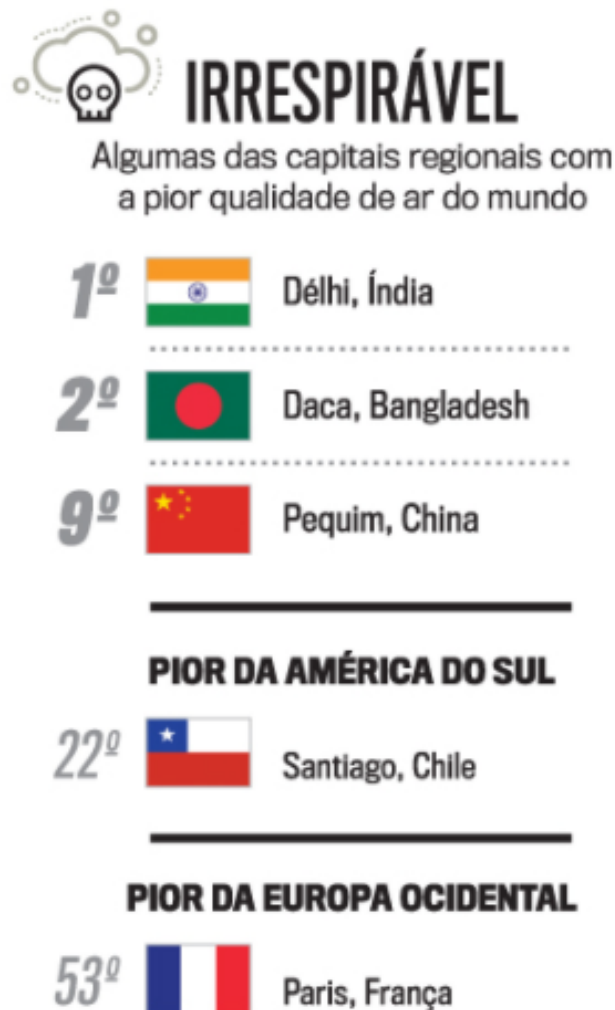 IRRESPIRÁVEL
Algumas das capitais regionais com
a pior qualidade de ar do mundo
1º Délhi, Índia
2º Daca, Bangladesh
9º Pequim, China
PIOR DA AMÉRICA DO SUL
22º Santiago, Chile
PIOR DA EUROPA OCIDENTAL
53º Paris, França